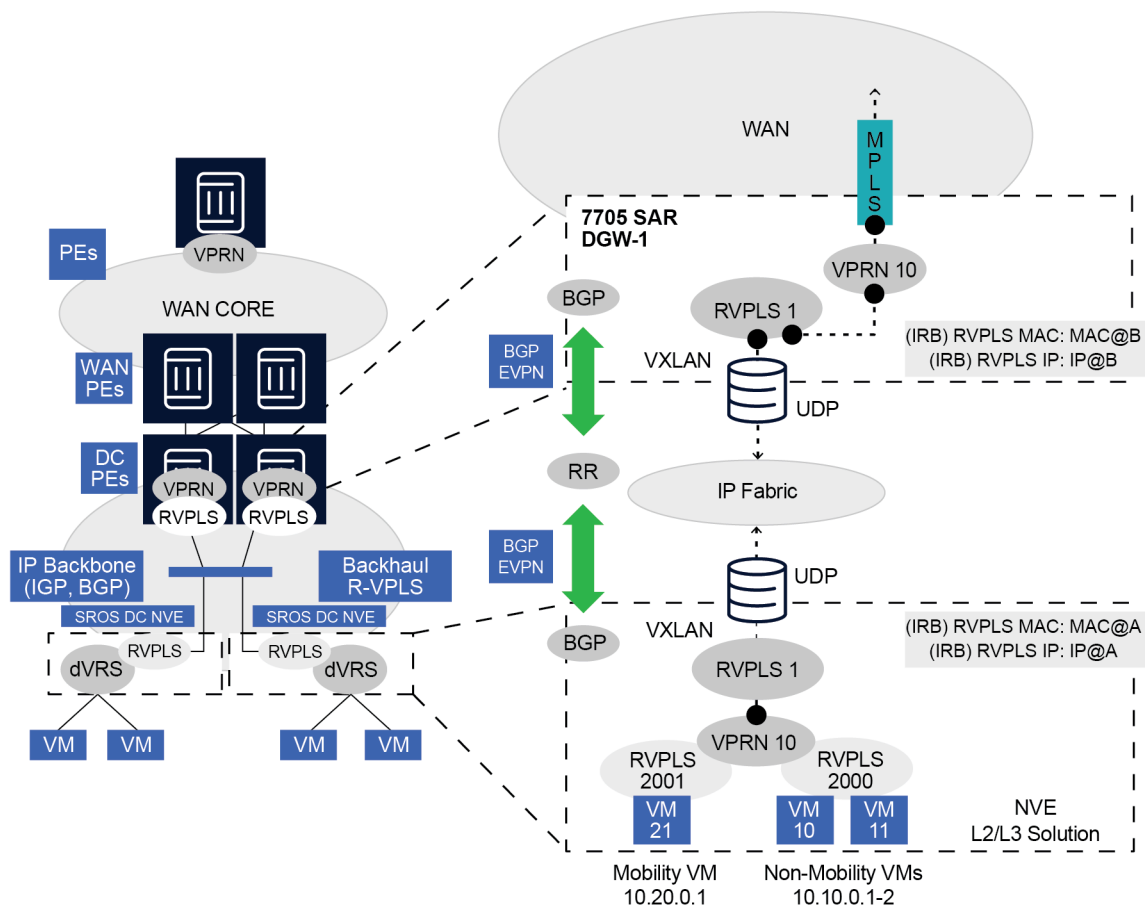 PEs
VPRN
WAN CORE
WAN
PEs
DC
PEs
VPRN
VPRN
RVPLS
RVPLS
IP Backbone
(IGP, BGP)
Backhaul
R-VPLS
SROS DC NVE
SROS DC NVE
RVPLS
RVPLS
dVRS
dVRS
VM
VM
VM
VM
WAN
MPLS
7705 SAR
DGW-1
VPRN 10
BGP
RVPLS 1
(IRB) RVPLS MAC: MAC@B
(IRB) RVPLS IP: IP@B
BGP
EVPN
VXLAN
UDP
RR
IP Fabric
BGP
EVPN
UDP
BGP
VXLAN
(IRB) RVPLS MAC: MAC@A
(IRB) RVPLS IP: IP@A
RVPLS 1
VPRN 10
RVPLS
2001
RVPLS
2000
VM
21
VM
10
VM
11
NVE
L2/L3 Solution
Mobility VM
10.20.0.1
Non-Mobility VMs
10.10.0.1-2